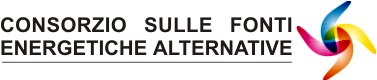 CONSORZIO SULLE FONTI
ENERGETICHE ALTERNATIVE